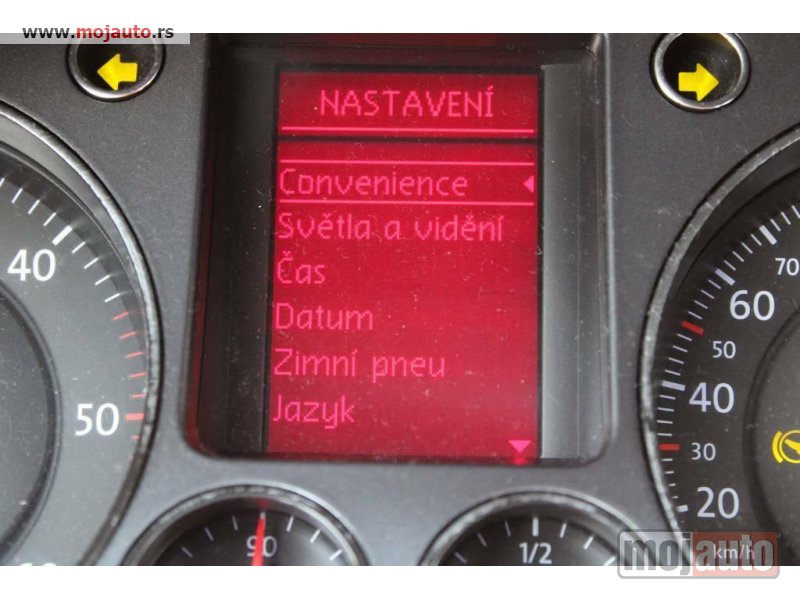 www.mojauto.rs
NASTAVENÍ
Convenience
Světla a vidění
Čas
Datum
Zimní pneu
Jazyk
40
50
70
60
50
40
30
20
km/h
90
1/2
mojauto